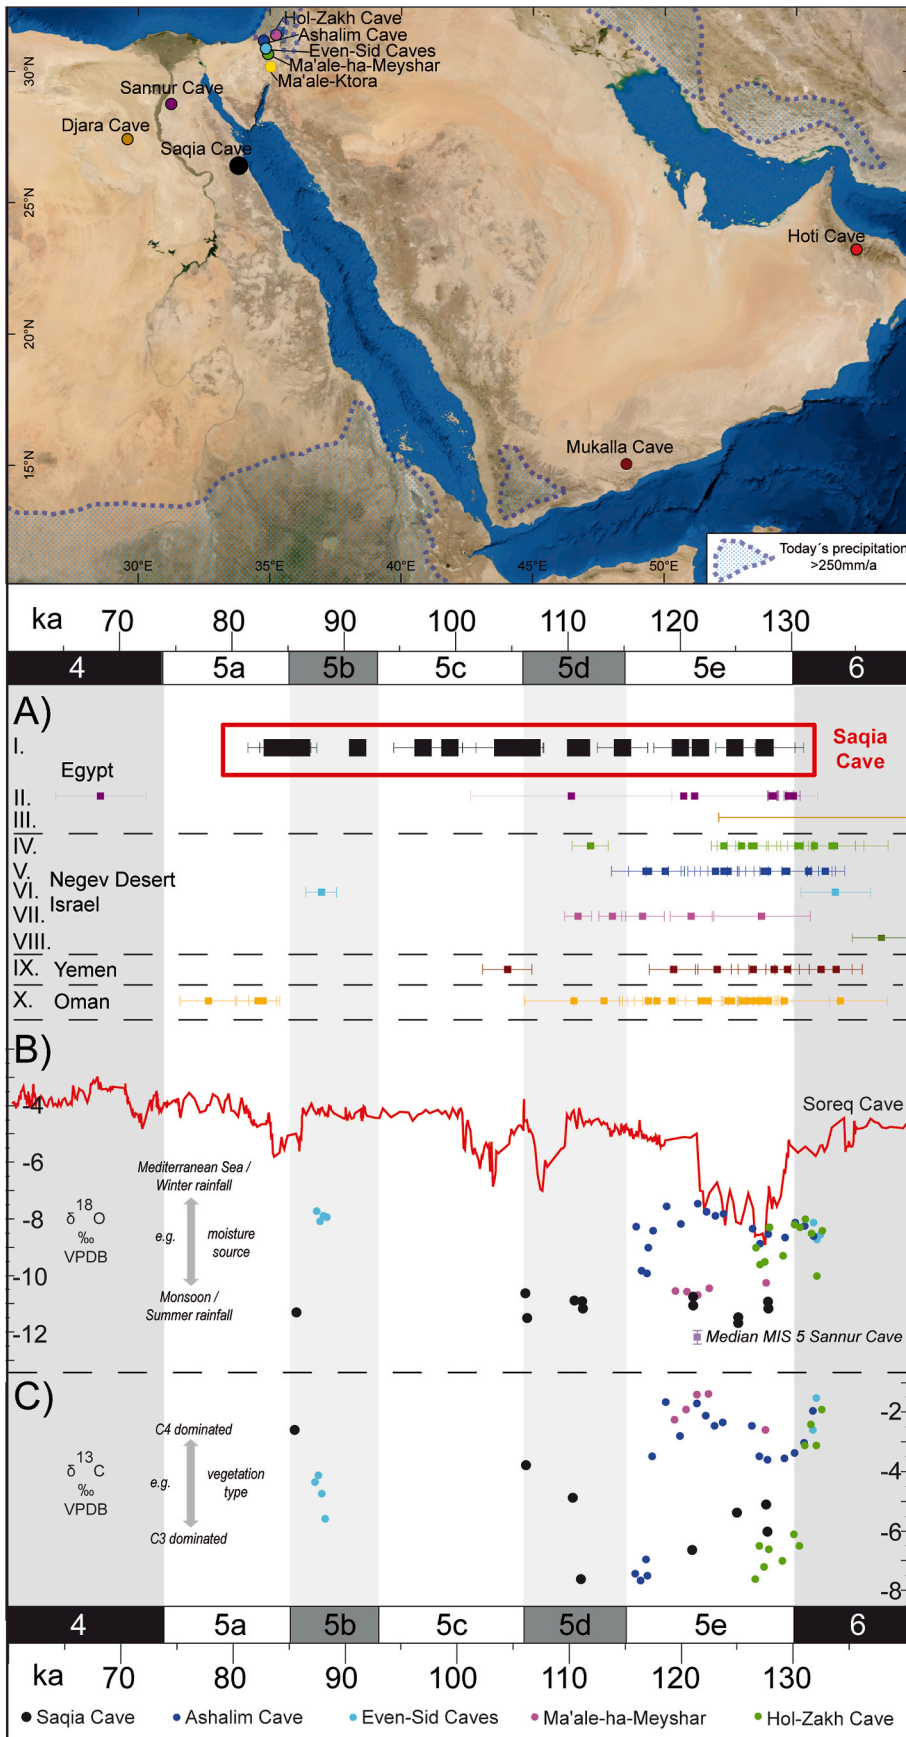 Hol-Zakh Cave
Ashalim Cave
Even-Sid Caves
Ma'ale-ha-Meyshar
Ma'ale-Ktora
Sannur Cave
Djara Cave
Saqia Cave
Hoti Cave
Mukalla Cave
30°N
25°N
20°N
15°N
30°E
35°E
40°E
45°E
50°E
Today´s precipitation
>250mm/a
ka 70 80 90 100 110 120 130
4 5a 5b 5c 5d 5e 6
A)
I.
Saqia
Cave
Egypt
II.
III.
IV.
V.
Negev Desert
VI.
Israel
VII.
VIII.
IX. Yemen
X. Oman
B)
Soreq Cave
-4
-6
-8
-10
-12
Mediterranean Sea /
Winter rainfall
δ18O
‰
VPDB
e.g.
moisture
source
Monsoon /
Summer rainfall
Median MIS 5 Sannur Cave
C)
-2
-4
-6
-8
C4 dominated
δ13C
‰
VPDB
e.g.
vegetation
type
C3 dominated
4 5a 5b 5c 5d 5e 6
ka 70 80 90 100 110 120 130
Saqia Cave Ashalim Cave Even-Sid Caves Ma'ale-ha-Meyshar Hol-Zakh Cave